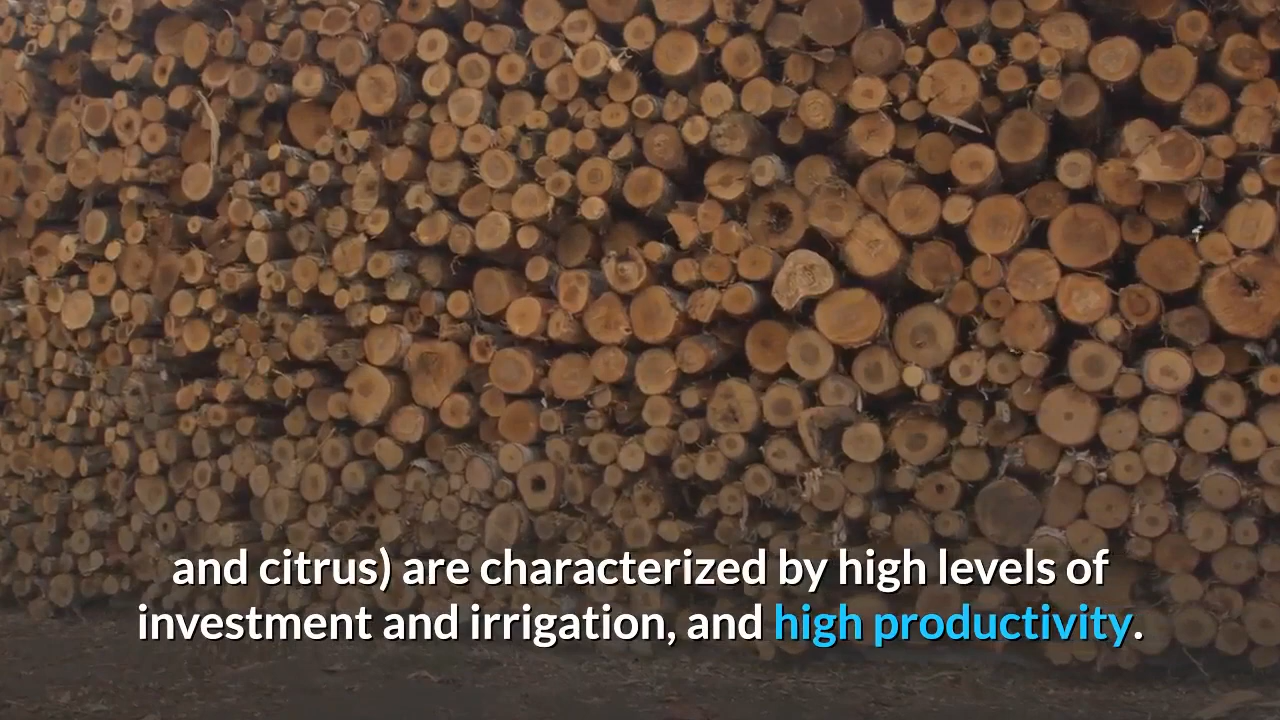 and citrus) are characterized by high levels of
investment and irrigation, and high productivity.